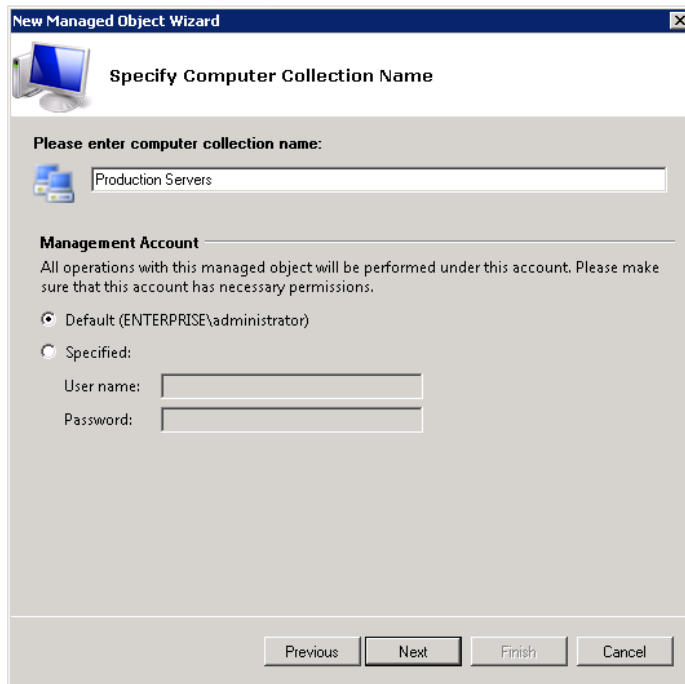 New Managed Object Wizard
Specify Computer Collection Name
Please enter computer collection name:
Production Servers
Management Account
All operations with this managed object will be performed under this account. Please make
sure that this account has necessary permissions.
Default (ENTERPRISE\administrator)
Specified:
User name:
Password:
Previous Next Finish Cancel